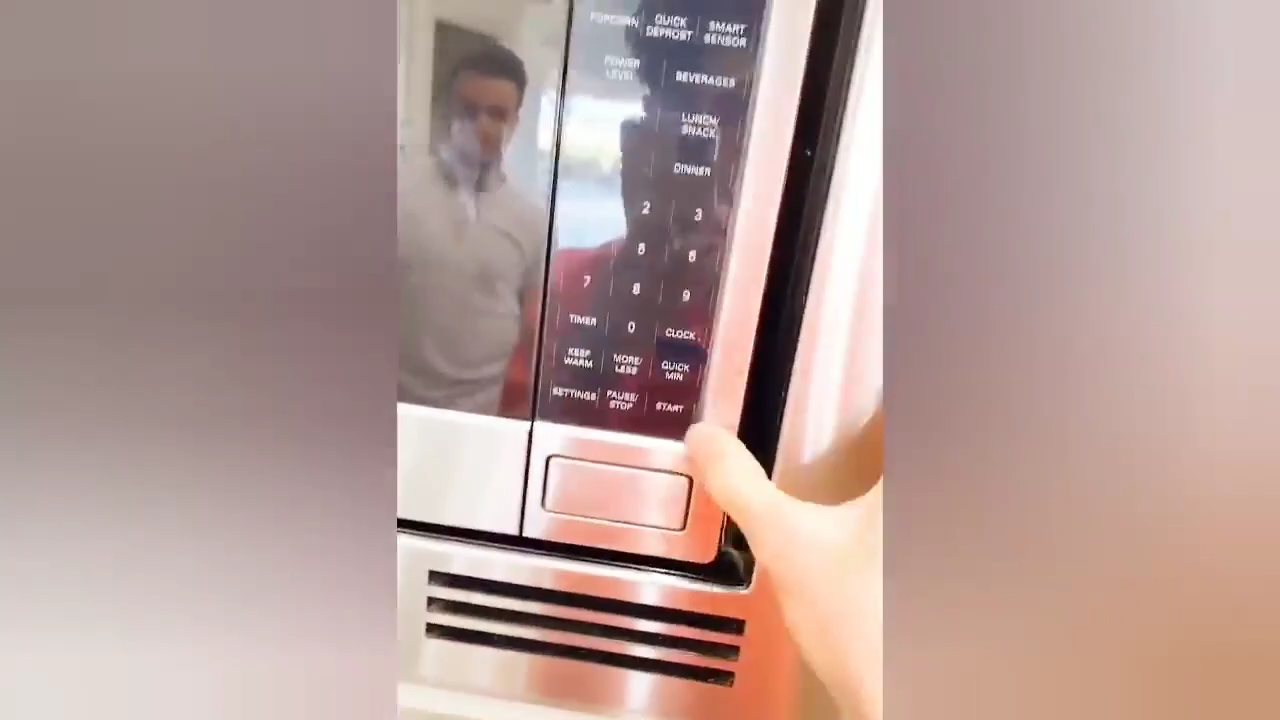 POPCORN QUICK DEFROST SMART SENSOR
POWER LEVEL BEVERAGES
LUNCH/ SNACK
DINNER
2 3
5 6
7 8 9
TIMER 0 CLOCK
KEEP WARM MORE/ LESS QUICK MIN
SETTINGS PAUSE/ STOP START